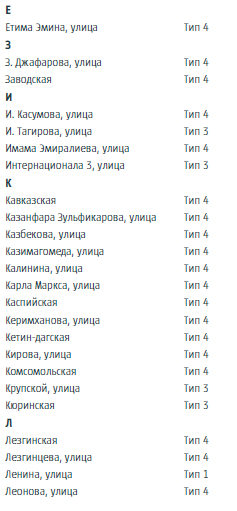 Е
Етима Эмина, улица Тип 4
З
З. Джафарова, улица Тип 4
Заводская Тип 4
И
И. Касумова, улица Тип 4
И. Тагирова, улица Тип 3
Имама Эмиралиева, улица Тип 4
Интернационала 3, улица Тип 3
К
Кавказская Тип 4
Казанфара Зульфикарова, улица Тип 4
Казбекова, улица Тип 4
Казимагомеда, улица Тип 4
Калинина, улица Тип 4
Карла Маркса, улица Тип 4
Каспийская Тип 4
Керимханова, улица Тип 4
Кетин-дагская Тип 4
Кирова, улица Тип 4
Комсомольская Тип 4
Крупской, улица Тип 3
Кюринская Тип 3
Л
Лезгинская Тип 4
Лезгинцева, улица Тип 4
Ленина, улица Тип 1
Леонова, улица Тип 4